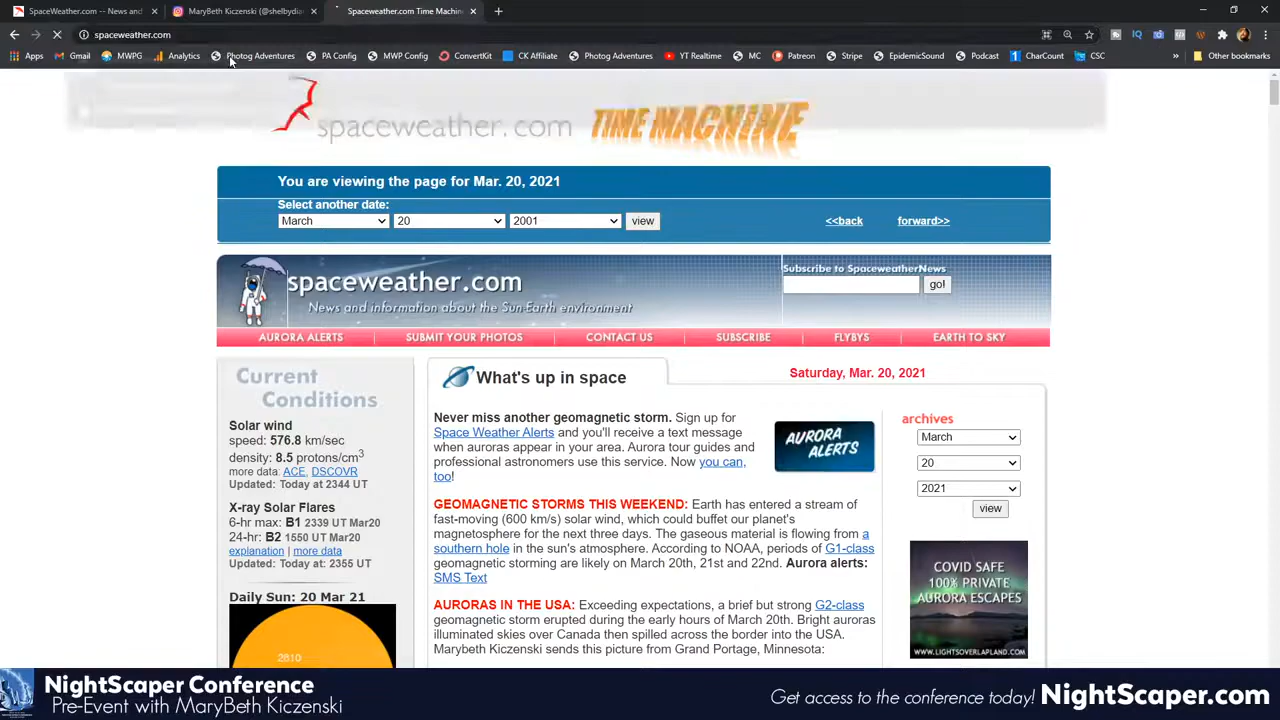 SpaceWeather.com -- News and
MaryBeth Kiczenski (@shelbydia
Spaceweather.com Time Machine
spaceweather.com
Apps
Gmail
MWPG
Analytics
Photog Adventures
PA Config
MWP Config
ConvertKit
CK Affiliate
Photog Adventures
YT Realtime
MC
Patreon
Stripe
EpidemicSound
Podcast
CharCount
CSC
Other bookmarks
spaceweather.com TIME MACHINE
You are viewing the page for Mar. 20, 2021
Select another date:
March 20 2001 view
<<back forward>>
spaceweather.com
News and information about the Sun Earth environment
Subscribe to SpaceweatherNews
go!
AURORA ALERTS | SUBMIT YOUR PHOTOS | CONTACT US | SUBSCRIBE | FLYBYS | EARTH TO SKY
Current
Conditions
Solar wind
speed: 576.8 km/sec
density: 8.5 protons/cm3
more data: ACE, DSCOVR
Updated: Today at 2344 UT
X-ray Solar Flares
6-hr max: B1 2339 UT Mar20
24-hr: B2 1550 UT Mar20
explanation | more data
Updated: Today at: 2355 UT
Daily Sun: 20 Mar 21
2810
What's up in space
Saturday, Mar. 20, 2021
Never miss another geomagnetic storm. Sign up for
Space Weather Alerts and you'll receive a text message
when auroras appear in your area. Aurora tour guides and
professional astronomers use this service. Now you can,
too!
AURORA
ALERTS
GEOMAGNETIC STORMS THIS WEEKEND: Earth has entered a stream of
fast-moving (600 km/s) solar wind, which could buffet our planet's
magnetosphere for the next three days. The gaseous material is flowing from a
southern hole in the sun's atmosphere. According to NOAA, periods of G1-class
geomagnetic storming are likely on March 20th, 21st and 22nd. Aurora alerts:
SMS Text
AURORAS IN THE USA: Exceeding expectations, a brief but strong G2-class
geomagnetic storm erupted during the early hours of March 20th. Bright auroras
illuminated skies over Canada then spilled across the border into the USA.
Marybeth Kiczenski sends this picture from Grand Portage, Minnesota:
archives
March
20
2021
view
COVID SAFE
100% PRIVATE
AURORA ESCAPES
WWW.LIGHTSOVERLAPLAND.COM
NightScaper Conference
Pre-Event with MaryBeth Kiczenski
Get access to the conference today! NightScaper.com